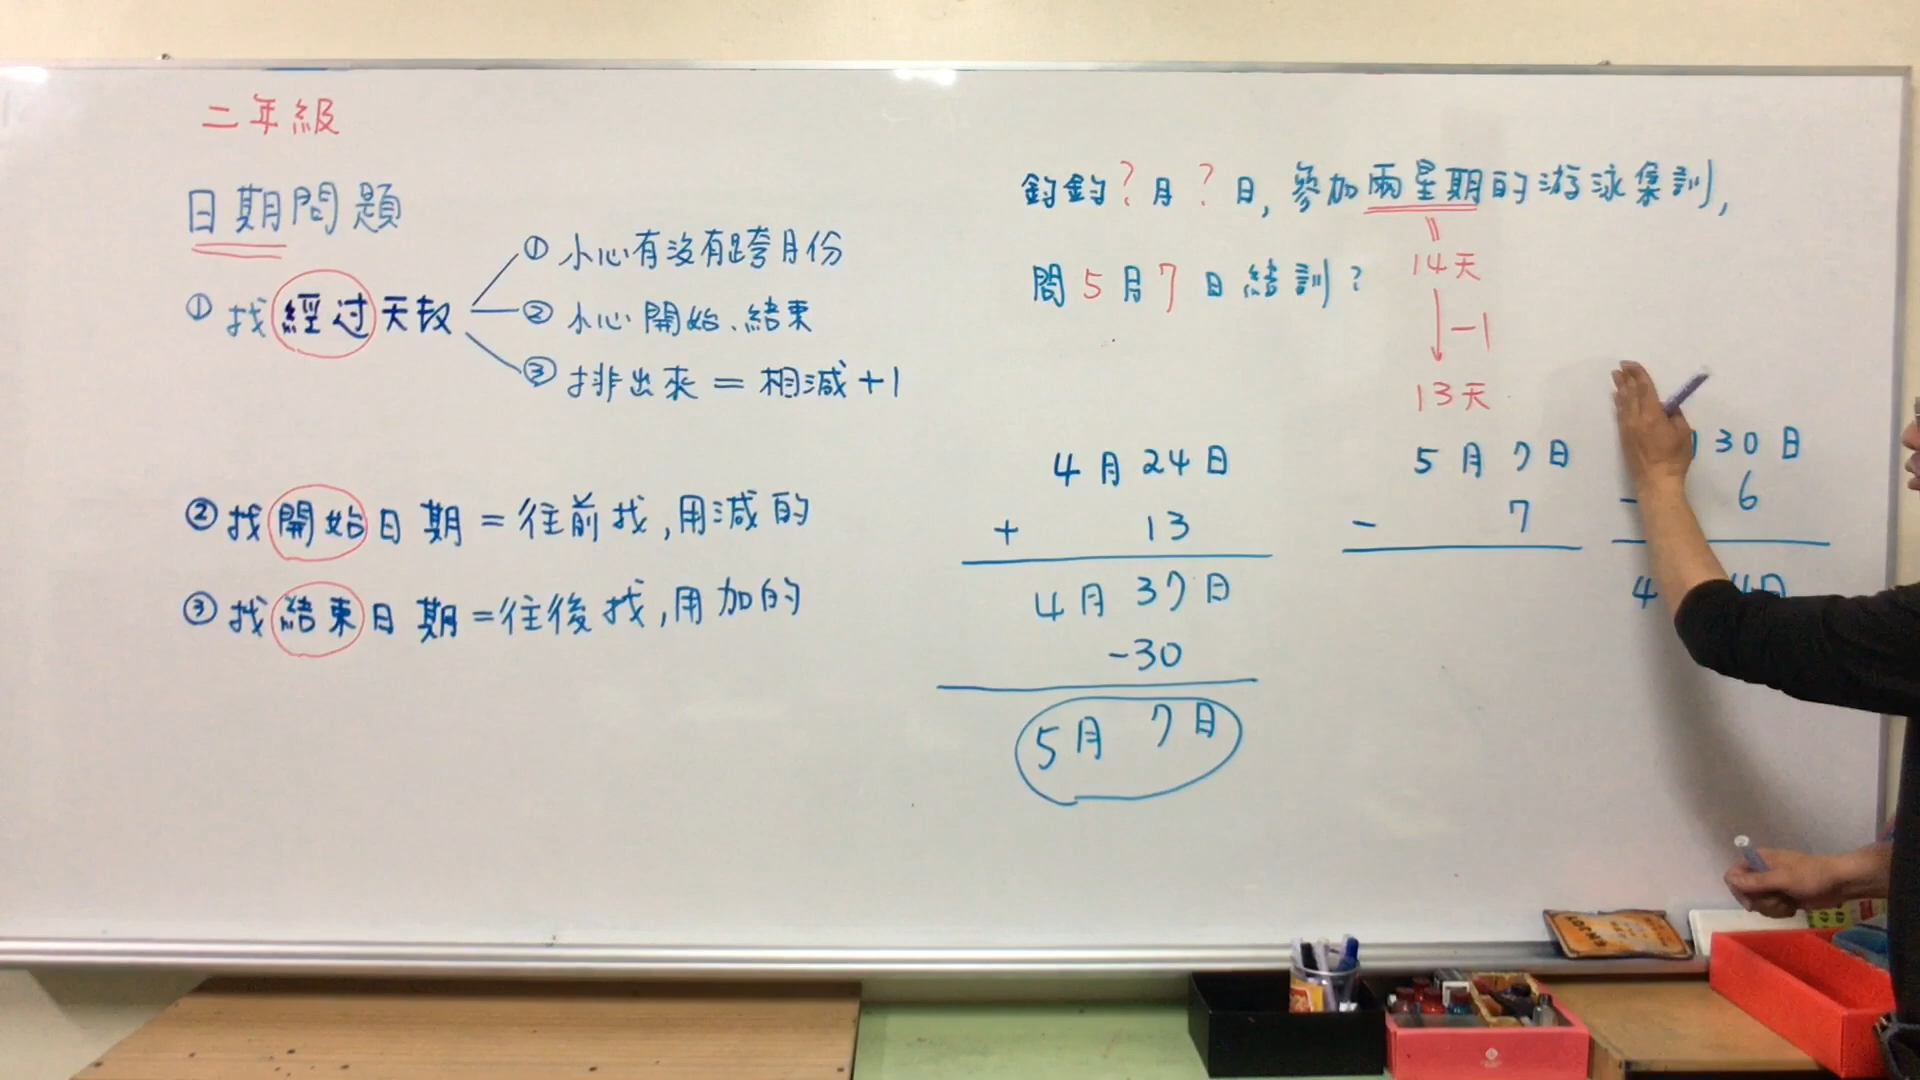 二年級
日期問題
① 找經过天數
① 小心有沒有跨月份
② 小心開始、結束
③ 排出來 = 相減+1
② 找開始日期=往前找,用減的
③ 找結束日期=往後找,用加的
鈞鈞?月?日,參加兩星期的游泳集訓,
問5月7日結訓?
14天
-1
13天
4月24日
+ 13
4月37日
-30
5月 7日
5月7日
- 7
30日
- 6
4 4日